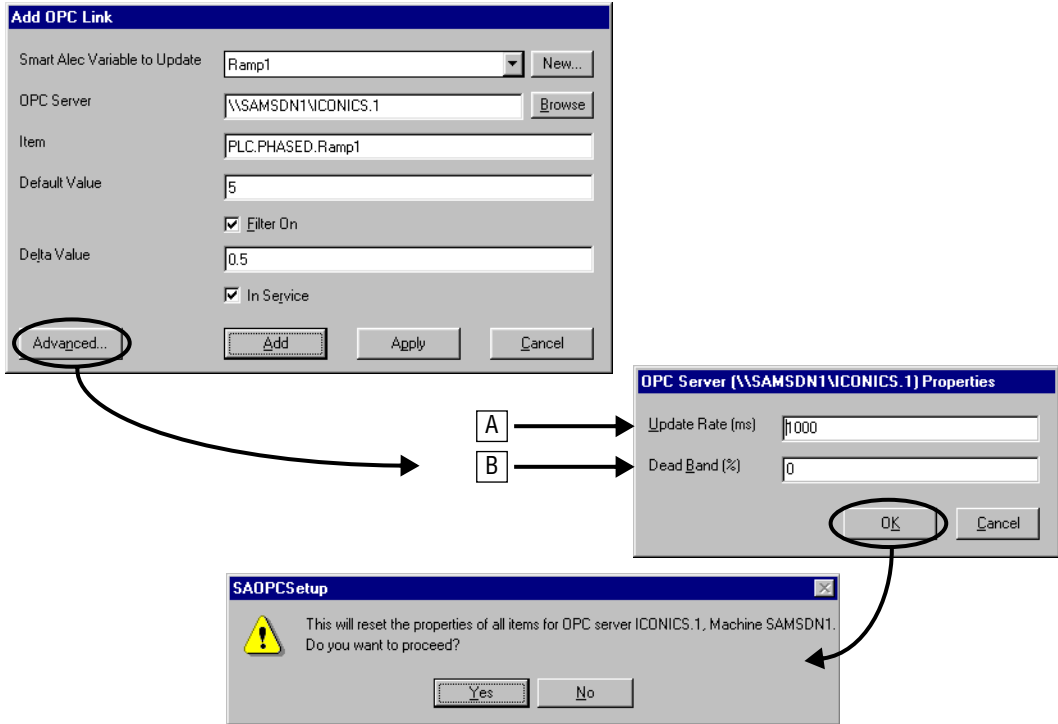 Add OPC Link
Smart Alec Variable to Update
Ramp1
New...
OPC Server
\\SAMSDN1\ICONICS.1
Browse
Item
PLC.PHASED.Ramp1
Default Value
5
Filter On
Delta Value
0.5
In Service
Advanced...
Add
Apply
Cancel
OPC Server (\\SAMSDN1\ICONICS.1) Properties
A
Update Rate (ms)
1000
B
Dead Band (%)
0
OK
Cancel
SAOPCSetup
This will reset the properties of all items for OPC server ICONICS.1, Machine SAMSDN1.
Do you want to proceed?
Yes
No